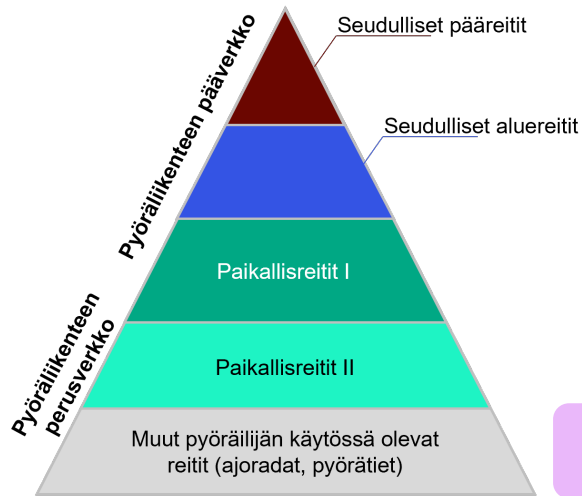 Pyöräliikenteen pääverkko
Seudulliset pääreitit
Seudulliset aluereitit
Paikallisreitit I
Pyöräliikenteen
perusverkko
Paikallisreitit II
Muut pyöräilijän käytössä olevat
reitit (ajoradat, pyörätiet)